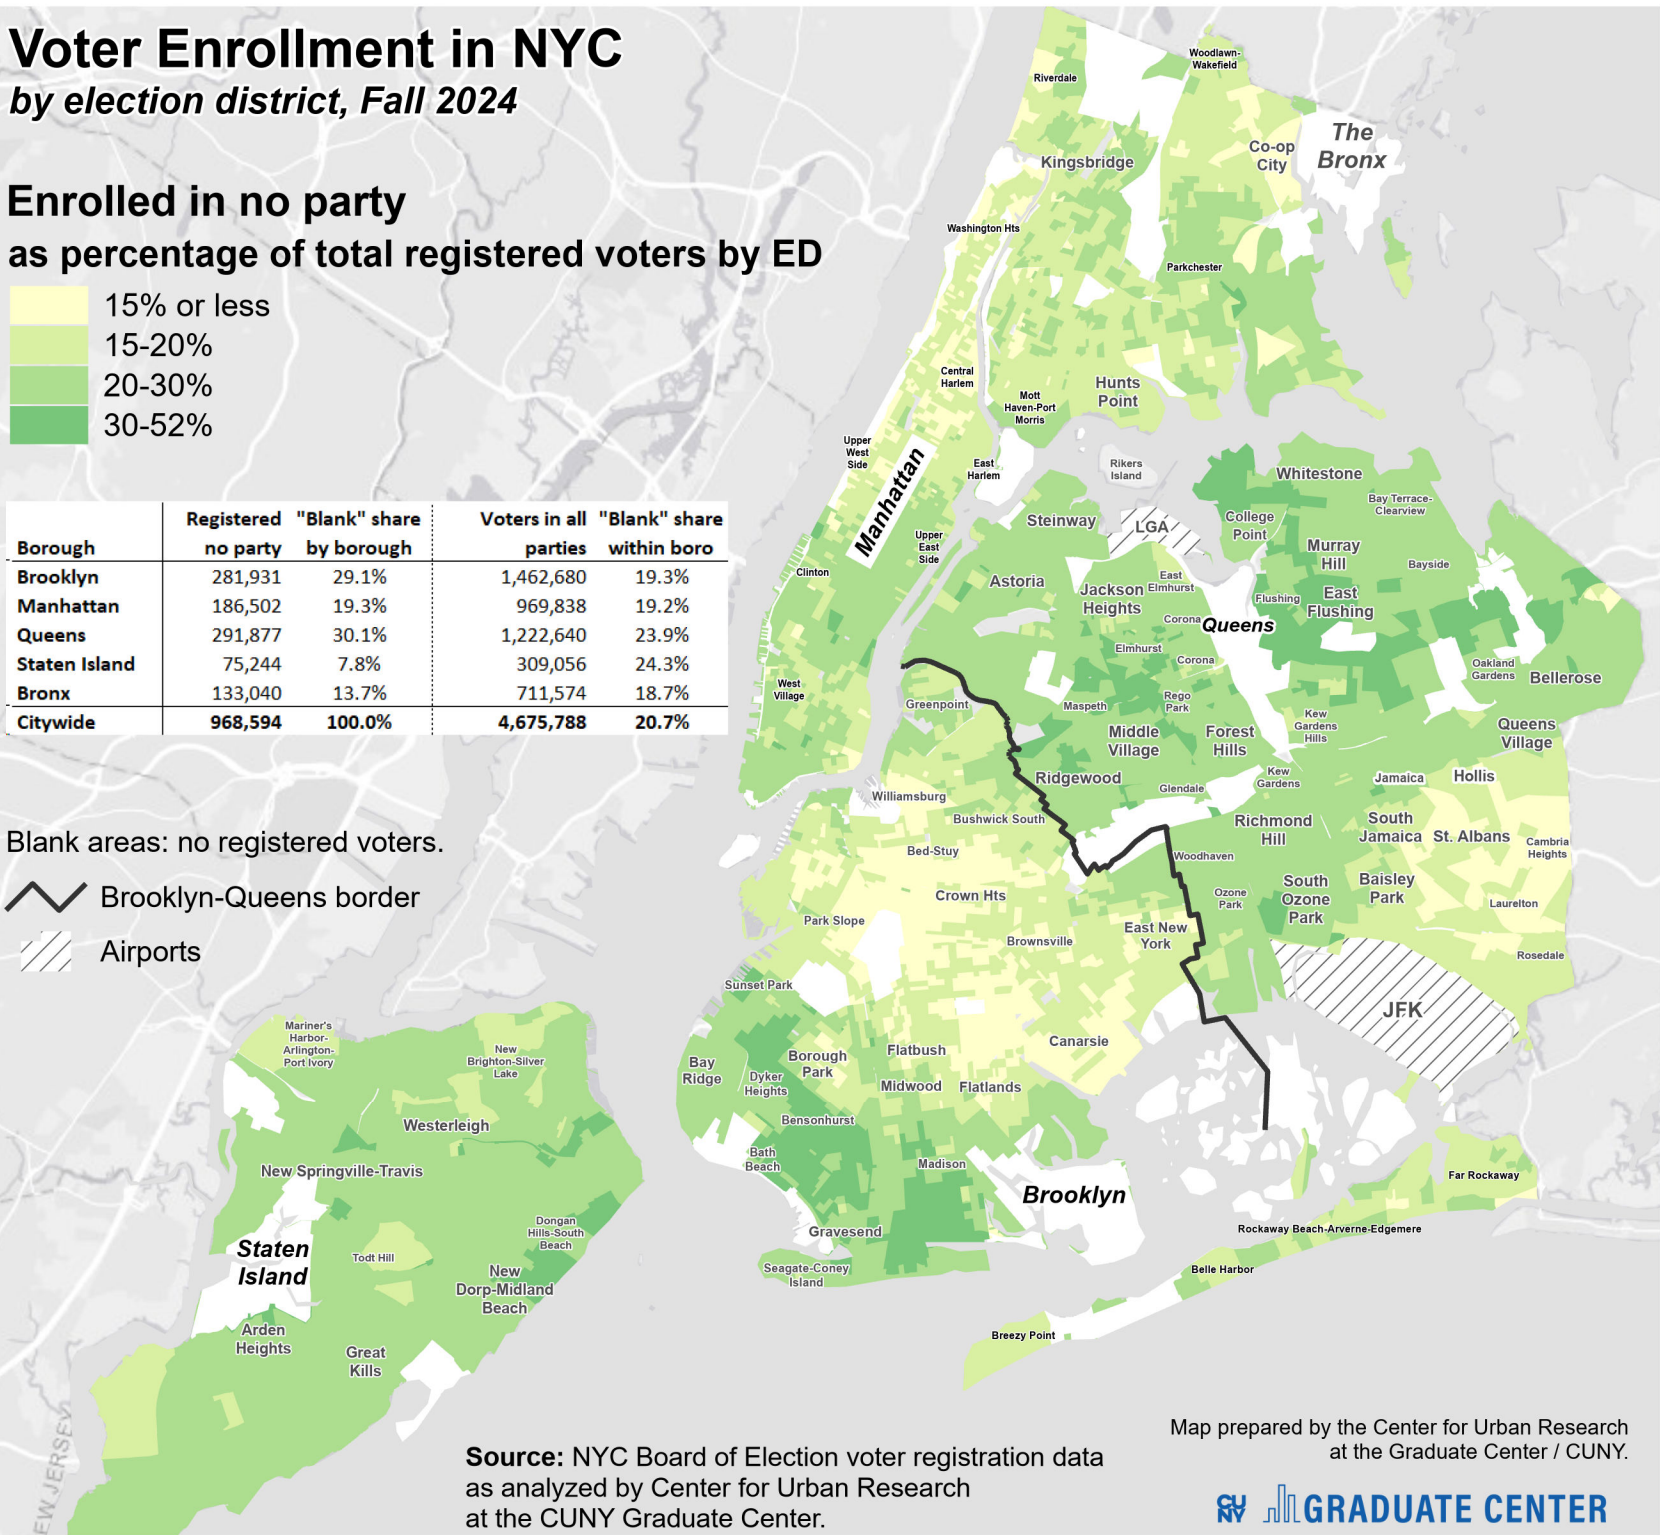 Voter Enrollment in NYC
by election district, Fall 2024
Enrolled in no party
as percentage of total registered voters by ED
15% or less
15-20%
20-30%
30-52%
Registered "Blank" share Voters in all "Blank" share
Borough no party by borough parties within boro
Brooklyn 281,931 29.1% 1,462,680 19.3%
Manhattan 186,502 19.3% 969,838 19.2%
Queens 291,877 30.1% 1,222,640 23.9%
Staten Island 75,244 7.8% 309,056 24.3%
Bronx 133,040 13.7% 711,574 18.7%
Citywide 968,594 100.0% 4,675,788 20.7%
Blank areas: no registered voters.
Brooklyn-Queens border
Airports
Woodlawn-
Wakefield
Riverdale
The
Bronx
Co-op
City
Kingsbridge
Washington Hts
Parkchester
Central
Harlem
Hunts
Point
Mott
Haven-Port
Morris
Upper
West
Side
Manhattan
East
Harlem
Rikers
Island
Whitestone
Bay Terrace-
Clearview
Steinway
LGA
College
Point
Upper
East
Side
Murray
Hill
Bayside
Clinton
Astoria
Jackson
Heights
East
Elmhurst
Flushing
East
Flushing
Corona
Queens
Elmhurst
Corona
Oakland
Gardens
Bellerose
West
Village
Greenpoint
Maspeth
Rego
Park
Middle
Village
Forest
Hills
Kew
Gardens
Hills
Queens
Village
Ridgewood
Glendale
Kew
Gardens
Jamaica
Hollis
Williamsburg
Bushwick South
Richmond
Hill
South
Jamaica
St. Albans
Cambria
Heights
Bed-Stuy
Woodhaven
Crown Hts
Ozone
Park
South
Ozone
Park
Baisley
Park
Laurelton
Park Slope
Brownsville
East New
York
Rosedale
Sunset Park
JFK
Mariner's
Harbor-
Arlington-
Port Ivory
New
Brighton-Silver
Lake
Bay
Ridge
Dyker
Heights
Borough
Park
Flatbush
Canarsie
Midwood
Flatlands
Westerleigh
Bensonhurst
New Springville-Travis
Bath
Beach
Madison
Brooklyn
Far Rockaway
Staten
Island
Todt Hill
Dongan
Hills-South
Beach
Gravesend
Rockaway Beach-Arverne-Edgemere
New
Dorp-Midland
Beach
Seagate-Coney
Island
Belle Harbor
Arden
Heights
Great
Kills
Breezy Point
EW JERSEY
Source: NYC Board of Election voter registration data
as analyzed by Center for Urban Research
at the CUNY Graduate Center.
Map prepared by the Center for Urban Research
at the Graduate Center / CUNY.
CU
NY
GRADUATE CENTER